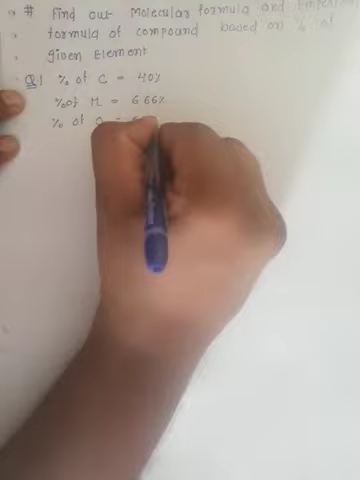 # Find out Molecular formula and
formula of compound based on % of
given Element
Q1 % of C = 40%
% of H = 6.66%
% of O =